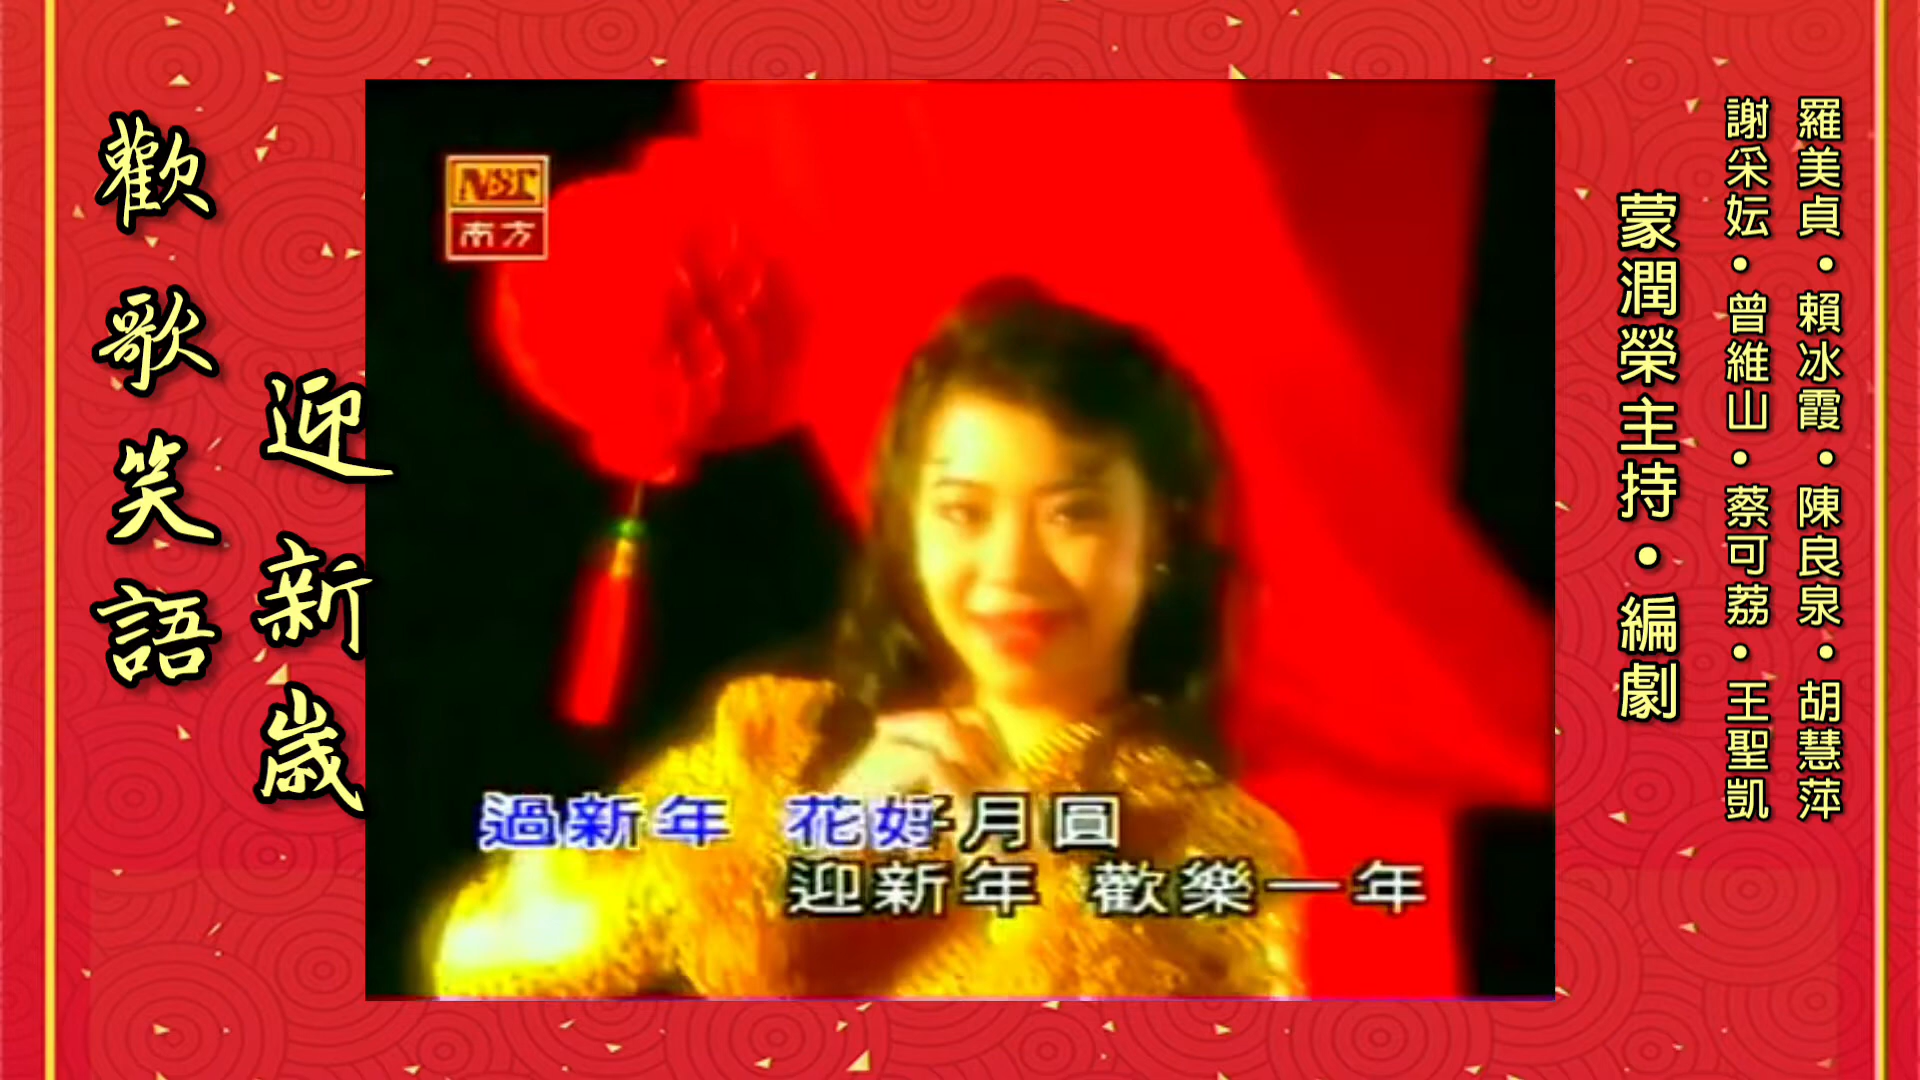 歡歌笑語
迎新歲
NST
南方
過新年 花好月圓
迎新年 歡樂一年
羅美貞·賴冰霞·陳良泉·胡慧萍
謝采妘·曾維山·蔡可荔·王聖凱
蒙潤榮主持·編劇